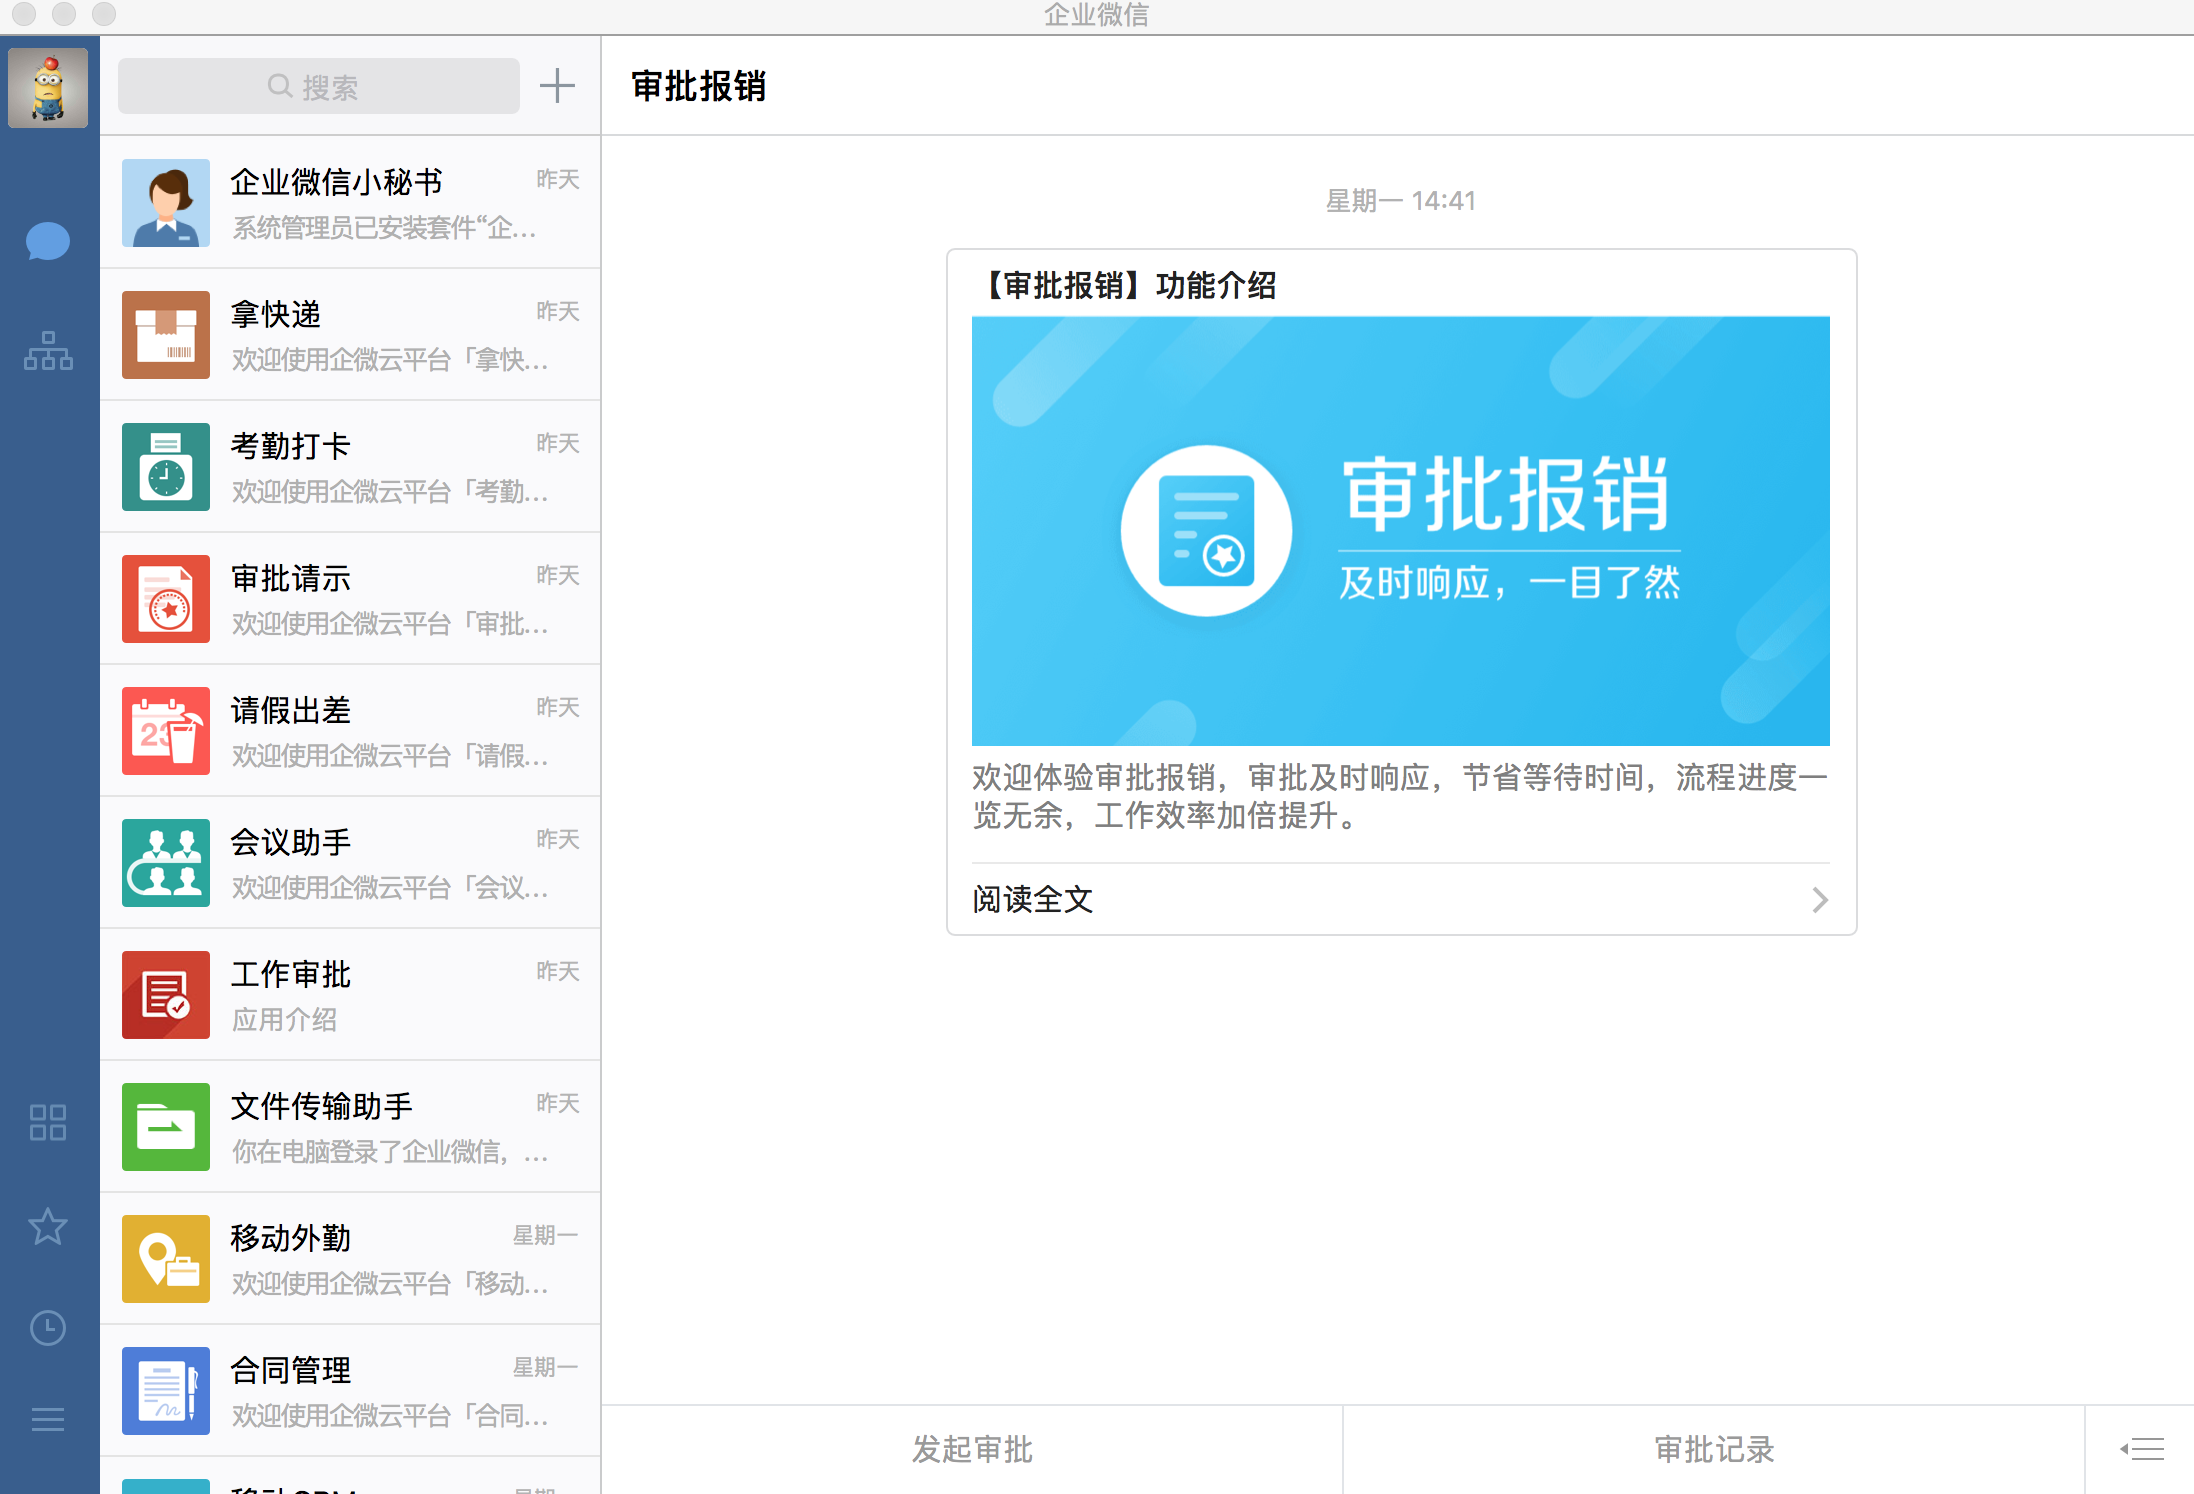 企业微信
搜索
企业微信小秘书
昨天
系统管理员已安装套件“企...
拿快递
昨天
欢迎使用企微云平台「拿快...
考勤打卡
昨天
欢迎使用企微云平台「考勤...
审批请示
昨天
欢迎使用企微云平台「审批...
请假出差
昨天
欢迎使用企微云平台「请假...
23
会议助手
昨天
欢迎使用企微云平台「会议...
工作审批
昨天
应用介绍
文件传输助手
昨天
你在电脑登录了企业微信，...
移动外勤
星期一
欢迎使用企微云平台「移动...
合同管理
星期一
欢迎使用企微云平台「合同...
审批报销
星期一 14:41
【审批报销】功能介绍
审批报销
及时响应，一目了然
欢迎体验审批报销，审批及时响应，节省等待时间，流程进度一
览无余，工作效率加倍提升。
阅读全文
发起审批
审批记录